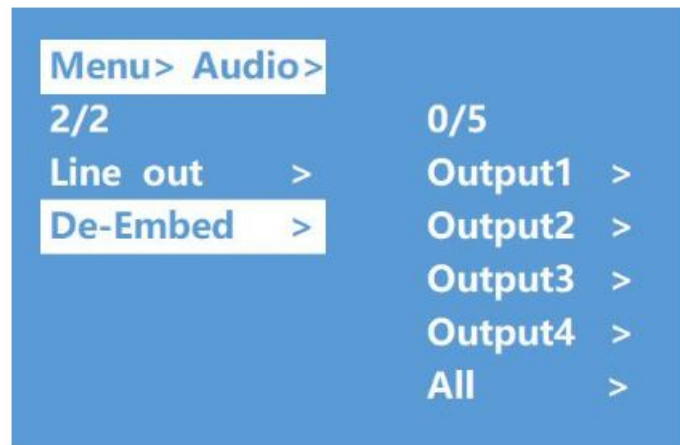 Menu> Audio>
2/2
Line out >
De-Embed >
0/5
Output1 >
Output2 >
Output3 >
Output4 >
All >